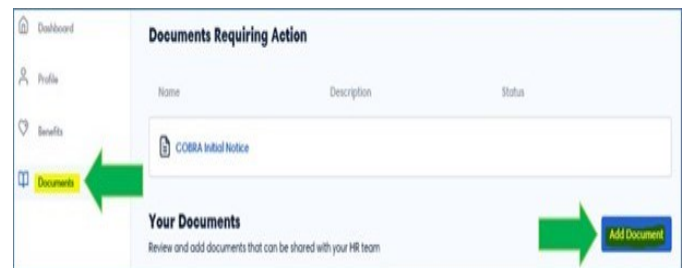 Dashboard
Profile
Benefits
Documents
Documents Requiring Action
Name Description Status
COBRA Initial Notice
Your Documents
Review and add documents that can be shared with your HR team
Add Document